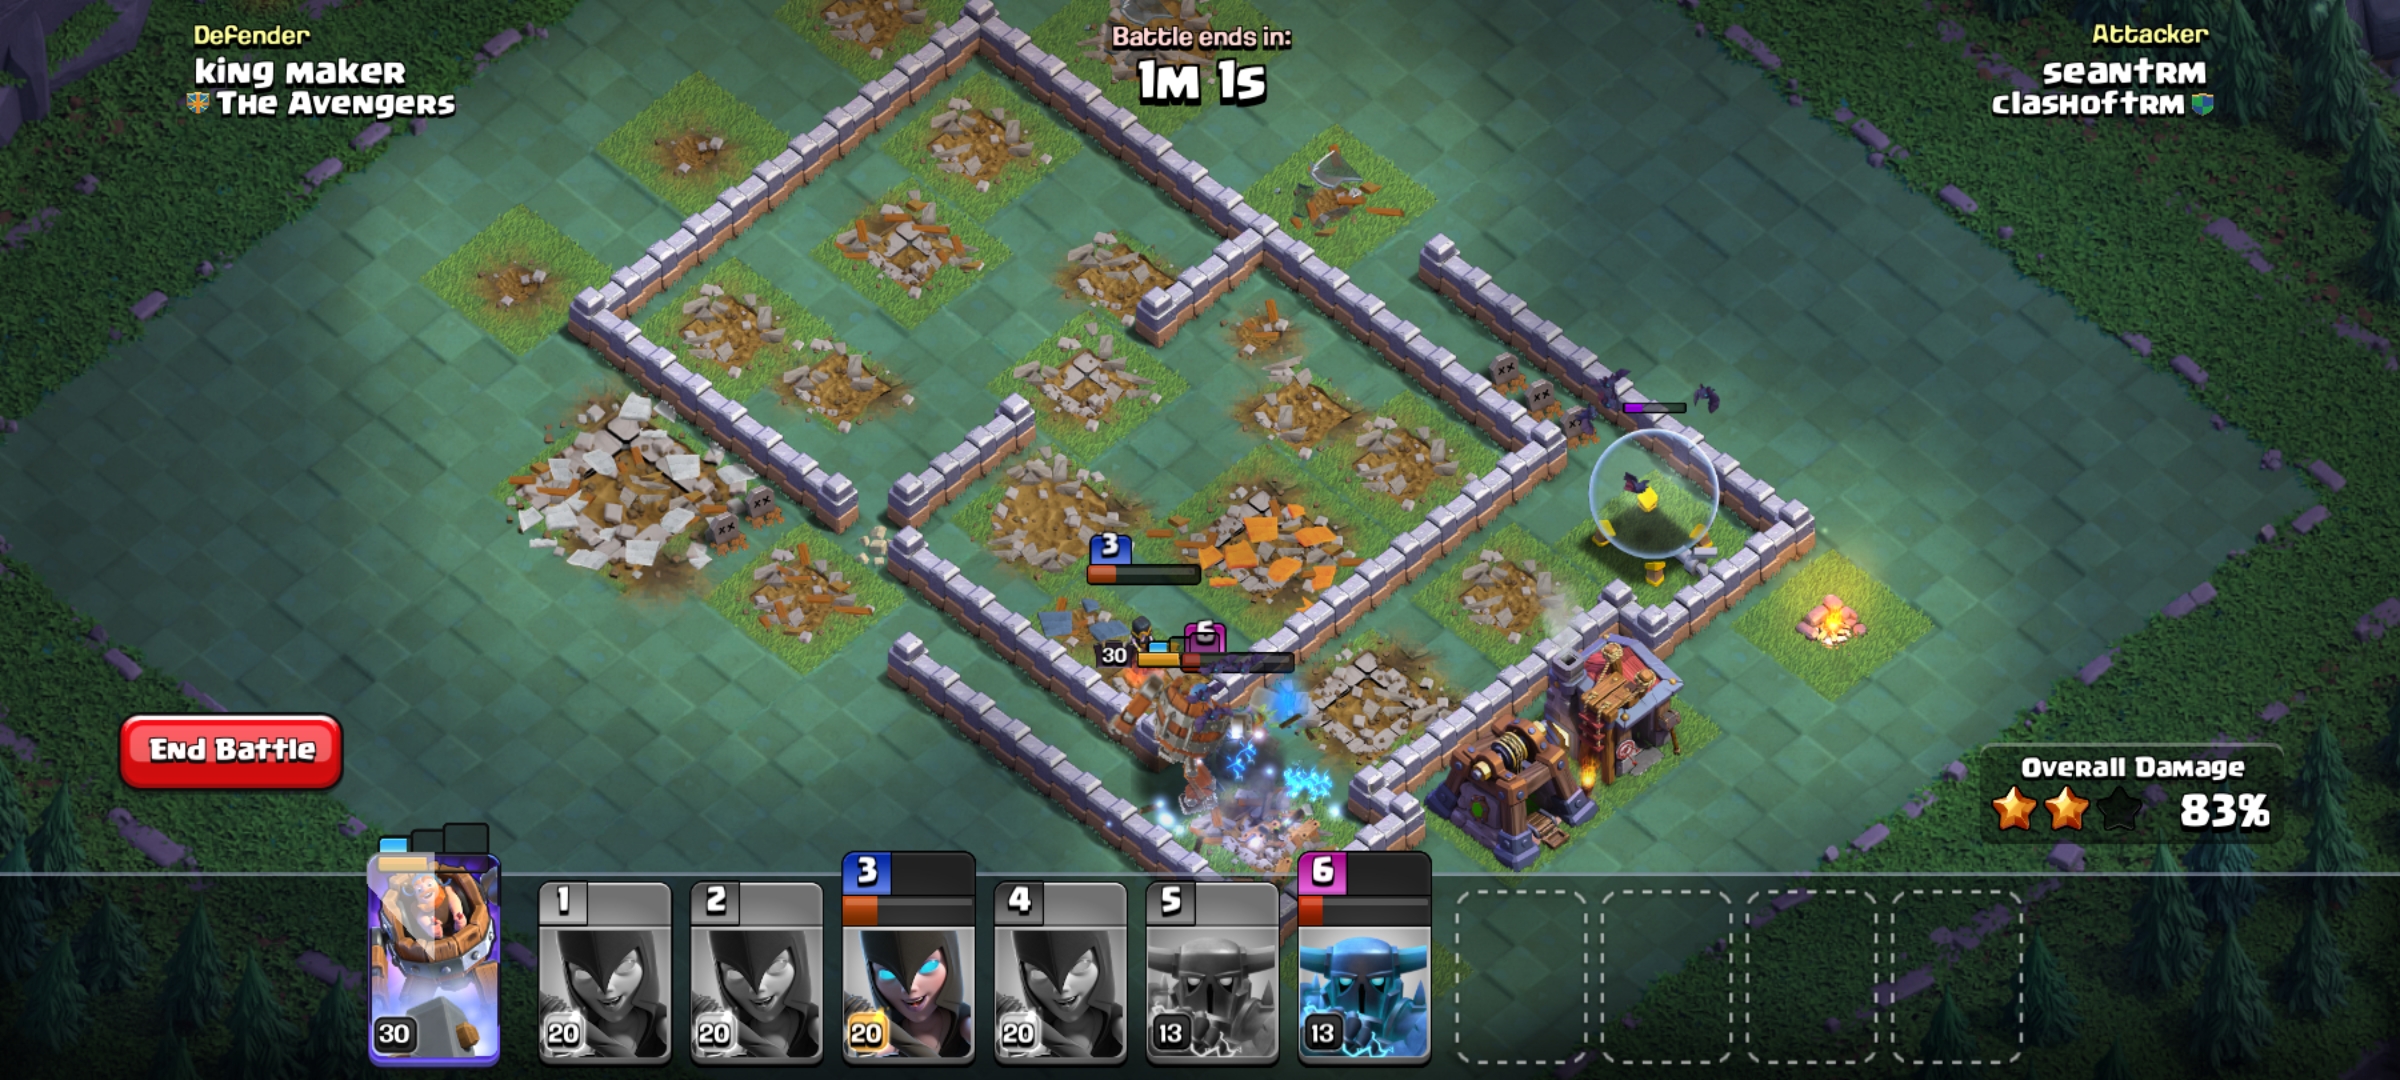 Defender
king maker
The Avengers
Battle ends in:
1M 1s
Attacker
seantrm
clashoftrm
3
30
End Battle
Overall Damage
83%
30
1
20
2
20
3
20
4
20
5
13
6
13